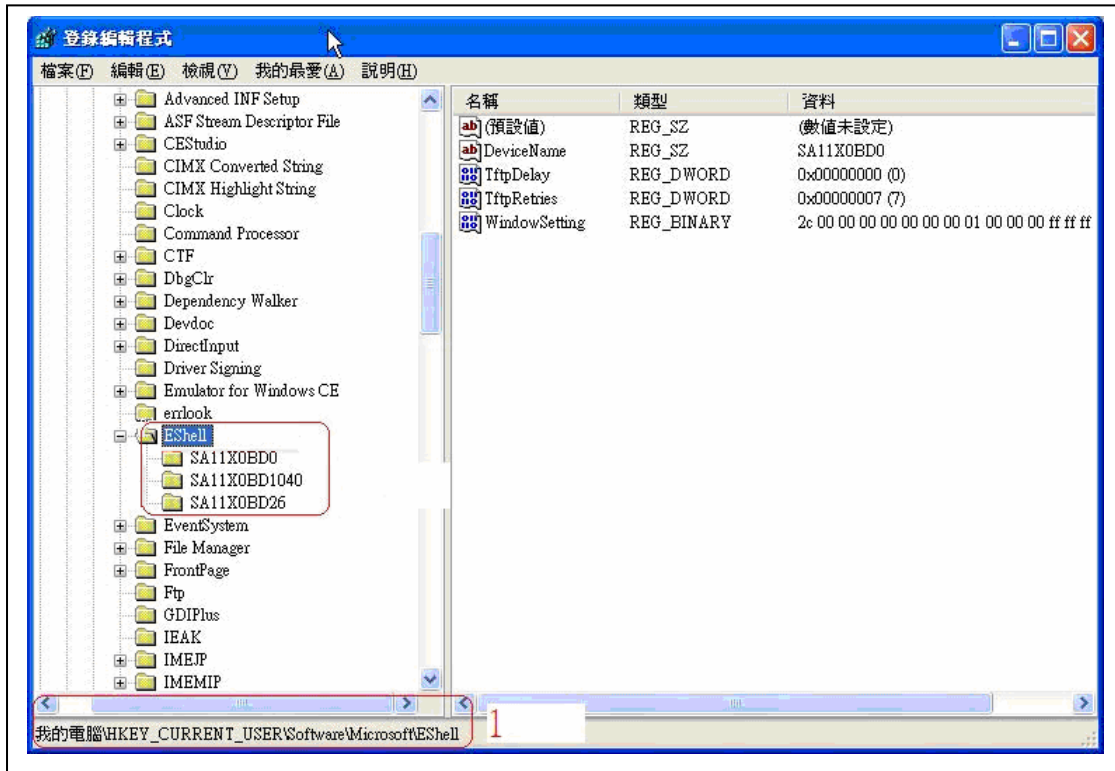 登錄編輯程式
檔案(F) 編輯(E) 檢視(V) 我的最愛(A) 說明(H)
Advanced INF Setup
ASF Stream Descriptor File
CEStudio
CIMX Converted String
CIMX Highlight String
Clock
Command Processor
CTF
DbgClr
Dependency Walker
Devdoc
DirectInput
Driver Signing
Emulator for Windows CE
errlook
EShell
SA11X0BD0
SA11X0BD1040
SA11X0BD26
EventSystem
File Manager
FrontPage
Ftp
GDIPlus
IEAK
IMEJP
IMEMIP
名稱 類型 資料
(預設值) REG_SZ (數值未設定)
DeviceName REG_SZ SA11X0BD0
TftpDelay REG_DWORD 0x00000000 (0)
TftpRetries REG_DWORD 0x00000007 (7)
WindowSetting REG_BINARY 2c 00 00 00 00 00 00 00 01 00 00 00 ff ff ff
我的電腦\HKEY_CURRENT_USER\Software\Microsoft\EShell
1